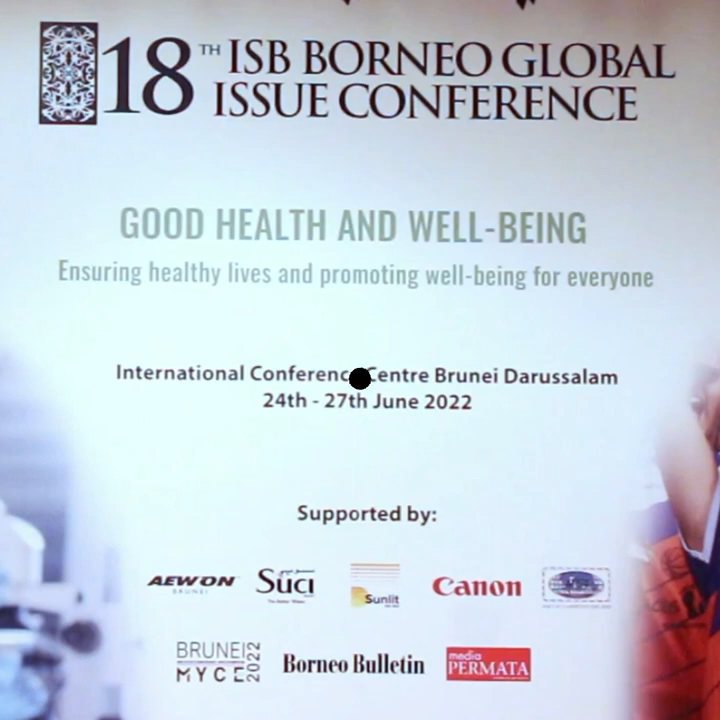 18TH ISB BORNEO GLOBAL
ISSUE CONFERENCE
GOOD HEALTH AND WELL-BEING
Ensuring healthy lives and promoting well-being for everyone
International Centre Brunei Darussalam
24th - 27th June 2022
Supported by:
AEWON Suci Sunlit Canon
BRUNEI
BRUNEI MYCE 2022 Borneo Bulletin media PERMATA